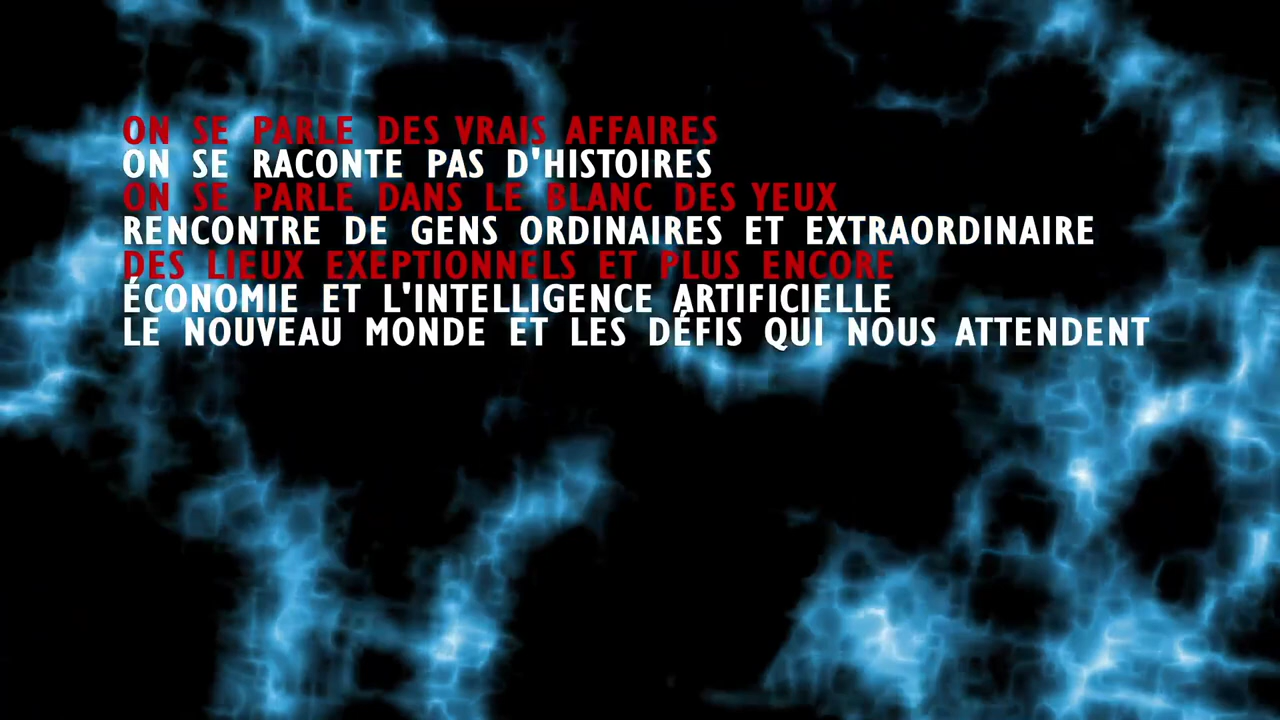 ON SE PARLE DES VRAIS AFFAIRES
ON SE RACONTE PAS D'HISTOIRES
ON SE PARLE DANS LE BLANC DES YEUX
RENCONTRE DE GENS ORDINAIRES ET EXTRAORDINAIRE
DES LIEUX EXEPTIONNELS ET PLUS ENCORE
ÉCONOMIE ET L'INTELLIGENCE ARTIFICIELLE
LE NOUVEAU MONDE ET LES DÉFIS QUI NOUS ATTENDENT